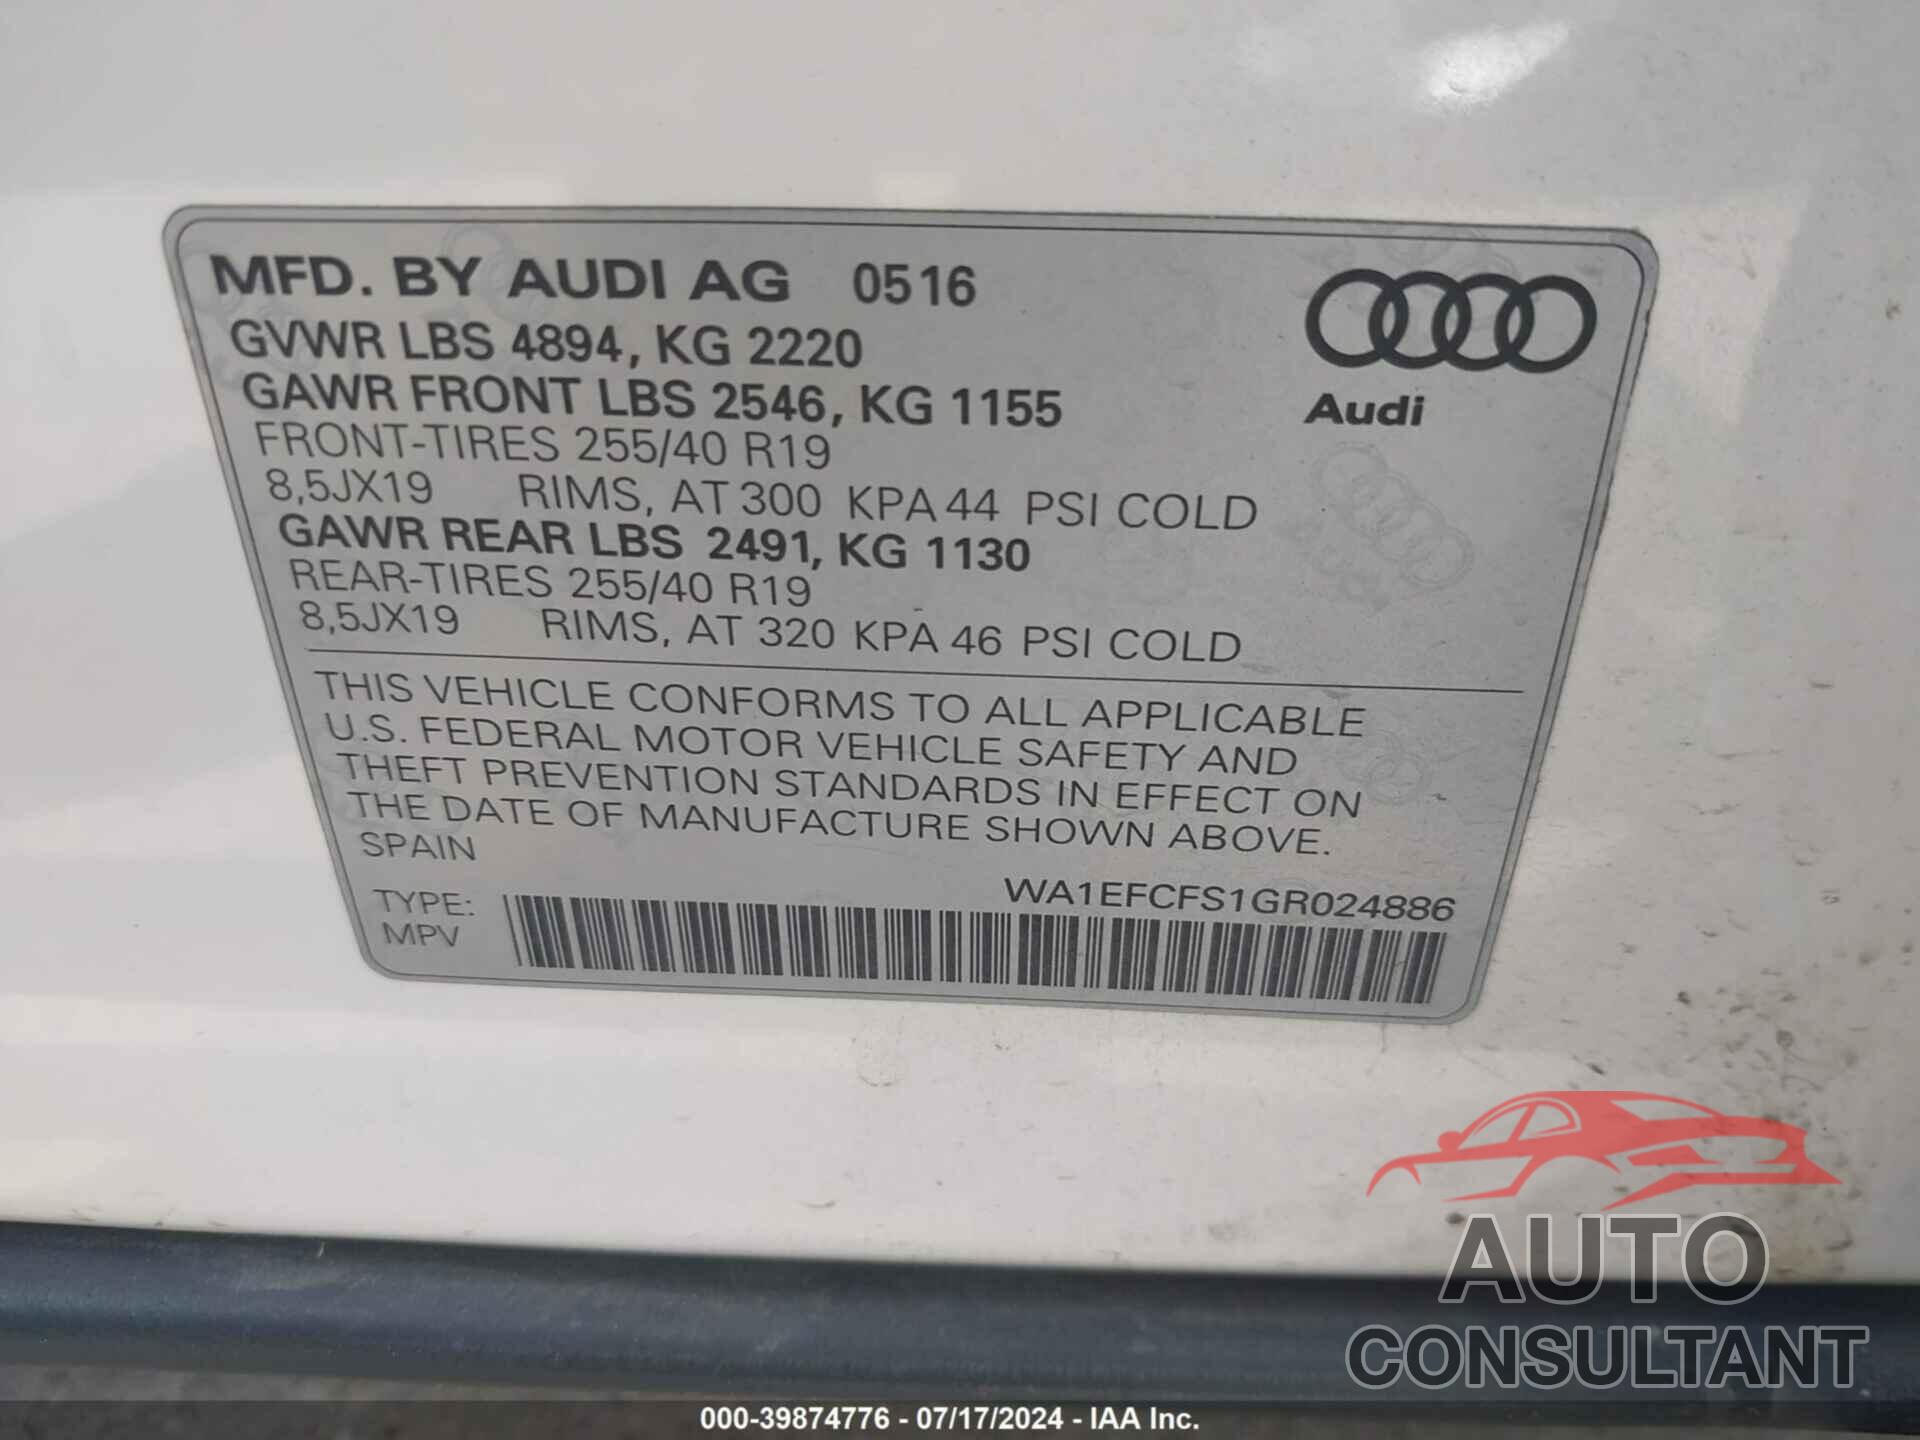 MFD. BY AUDI AG 0516
GVWR LBS 4894, KG 2220
GAWR FRONT LBS 2546, KG 1155
FRONT-TIRES 255/40 R19
8,5JX19 RIMS, AT 300 KPA 44 PSI COLD
GAWR REAR LBS 2491, KG 1130
REAR-TIRES 255/40 R19
8,5JX19 RIMS, AT 320 KPA 46 PSI COLD
Audi
THIS VEHICLE CONFORMS TO ALL APPLICABLE
U.S. FEDERAL MOTOR VEHICLE SAFETY AND
THEFT PREVENTION STANDARDS IN EFFECT ON
THE DATE OF MANUFACTURE SHOWN ABOVE.
SPAIN
WA1EFCFS1GR024886
TYPE:
MPV
AUTO
CONSULTANT
000-39874776 - 07/17/2024 - IAA Inc.